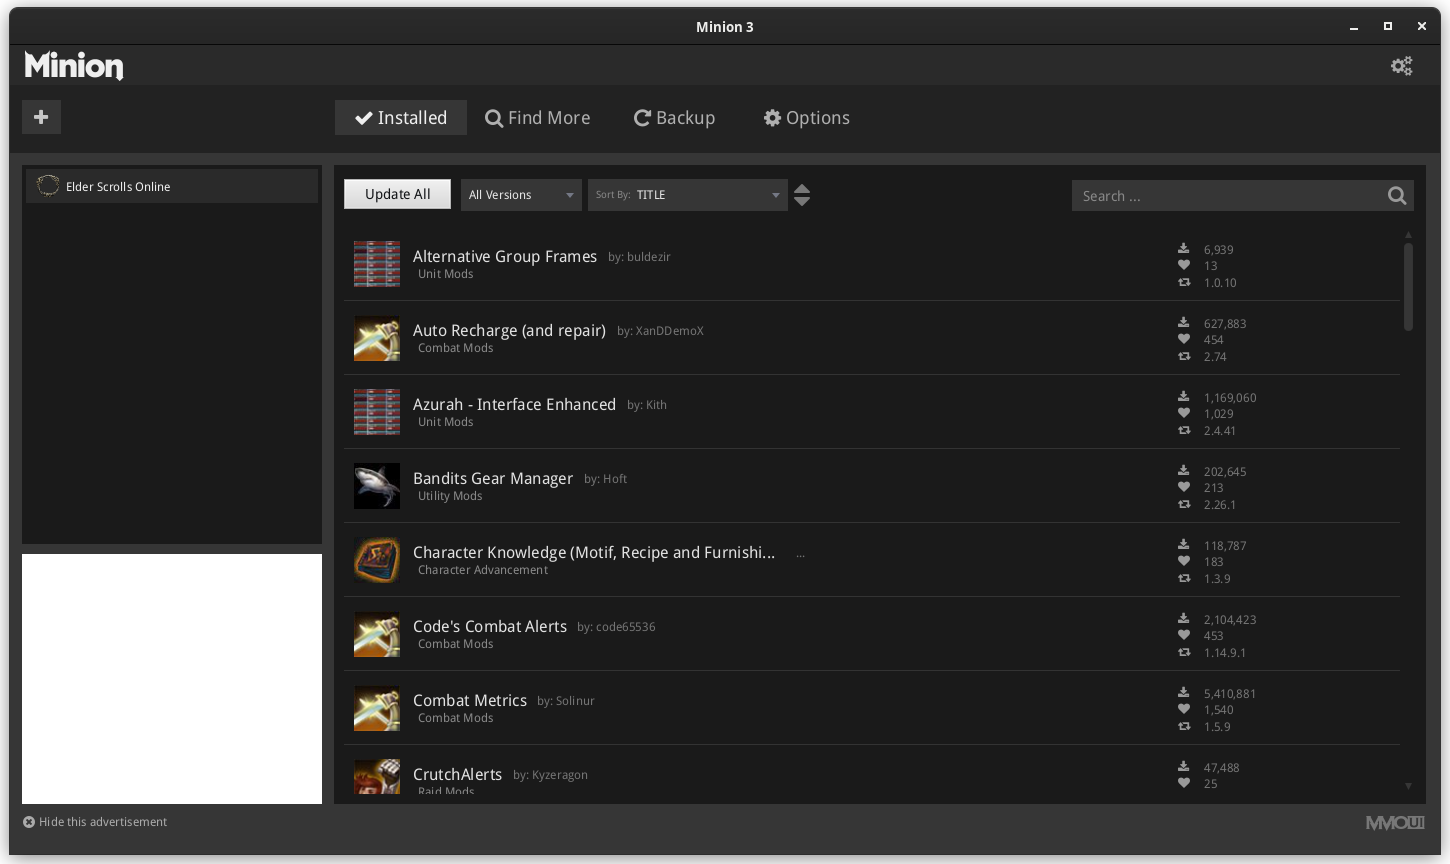 Minion 3
Minion
Installed
Find More
Backup
Options
Elder Scrolls Online
Update All
All Versions
Sort By: TITLE
Search ...
Alternative Group Frames by: buldezir
Unit Mods
6,939
13
1.0.10
Auto Recharge (and repair) by: XanDDemoX
Combat Mods
627,883
454
2.74
Azurah - Interface Enhanced by: Kith
Unit Mods
1,169,060
1,029
2.4.41
Bandits Gear Manager by: Hoft
Utility Mods
202,645
213
2.26.1
Character Knowledge (Motif, Recipe and Furnishi... ...
Character Advancement
118,787
183
1.3.9
Code's Combat Alerts by: code65536
Combat Mods
2,104,423
453
1.14.9.1
Combat Metrics by: Solinur
Combat Mods
5,410,881
1,540
1.5.9
CrutchAlerts by: Kyzeragon
Raid Mods
47,488
25
Hide this advertisement
MMOUI